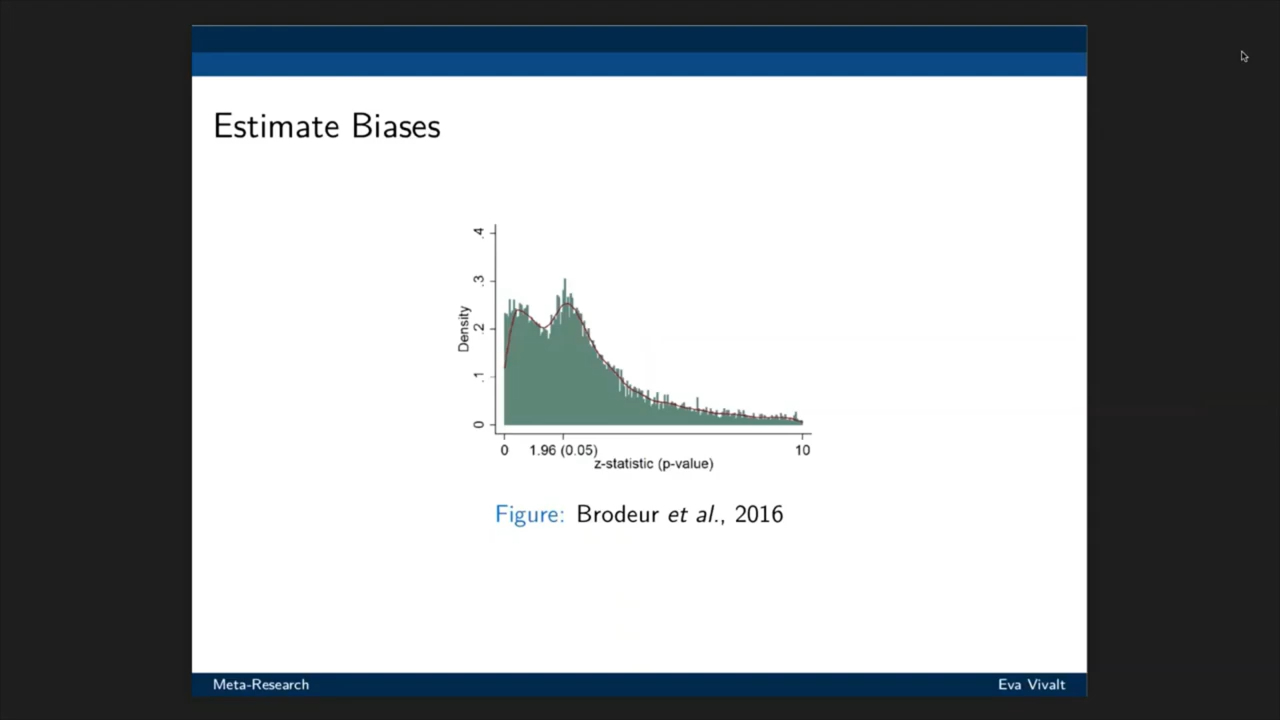 Estimate Biases
.4
.3
.2
.1
0
Density
0 1.96 (0.05) 10
z-statistic (p-value)
Figure: Brodeur et al., 2016
Meta-Research Eva Vivalt